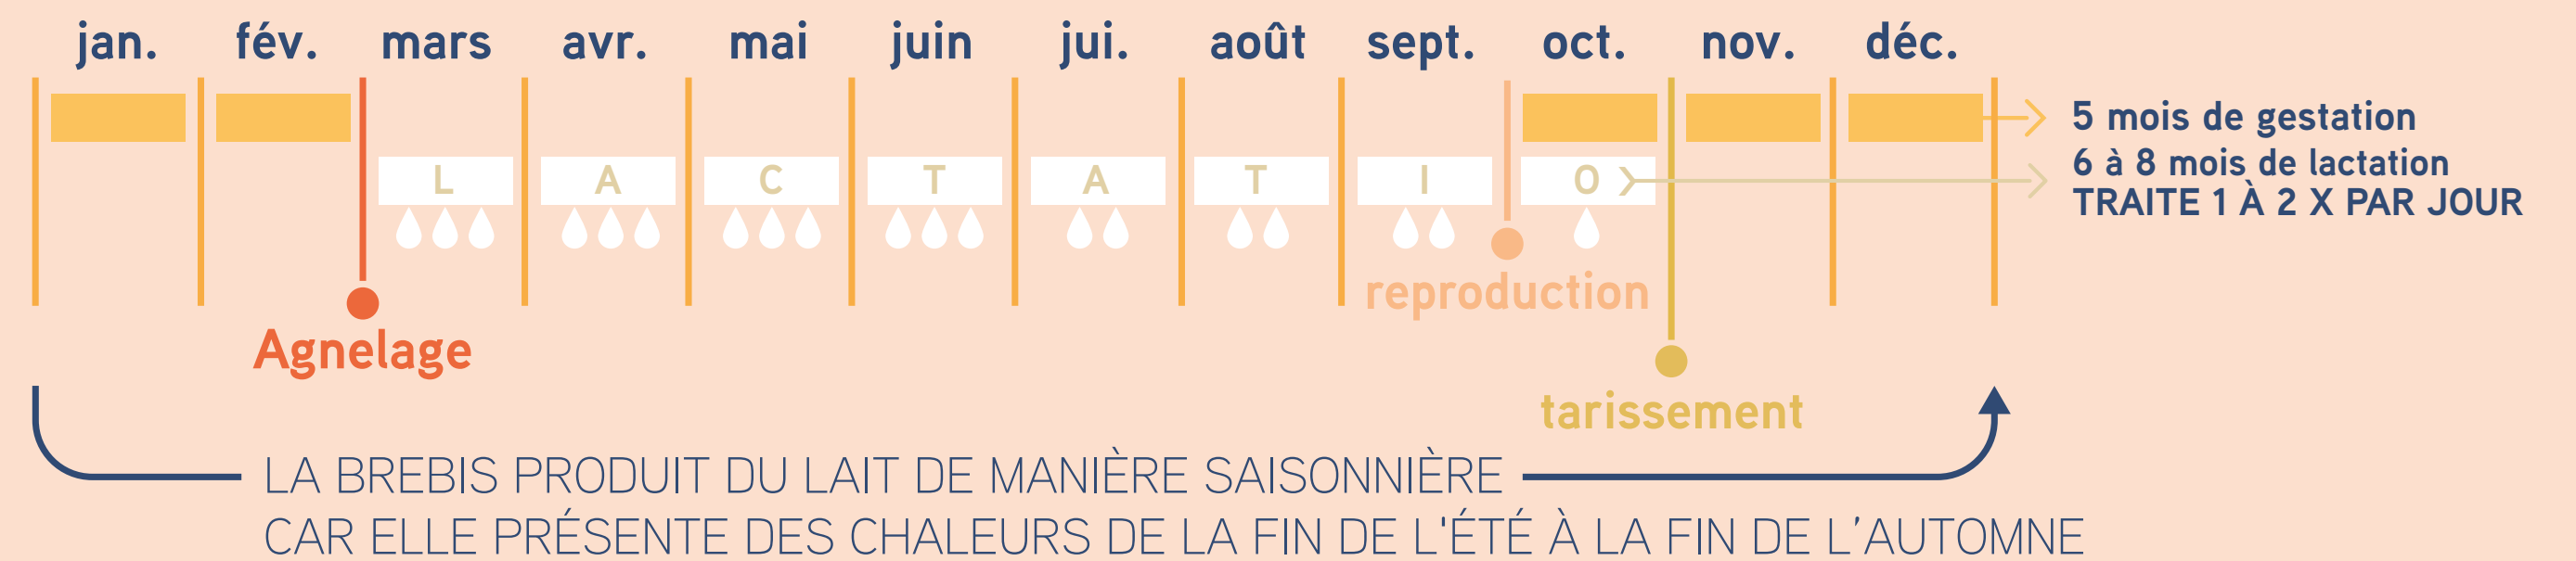 jan. fév. mars avr. mai juin jui. août sept. oct. nov. déc.
5 mois de gestation
6 à 8 mois de lactation
L A C T A T I O
TRAITE 1 À 2 X PAR JOUR
reproduction
Agnelage
tarissement
LA BREBIS PRODUIT DU LAIT DE MANIÈRE SAISONNIÈRE
CAR ELLE PRÉSENTE DES CHALEURS DE LA FIN DE L'ÉTÉ À LA FIN DE L’AUTOMNE